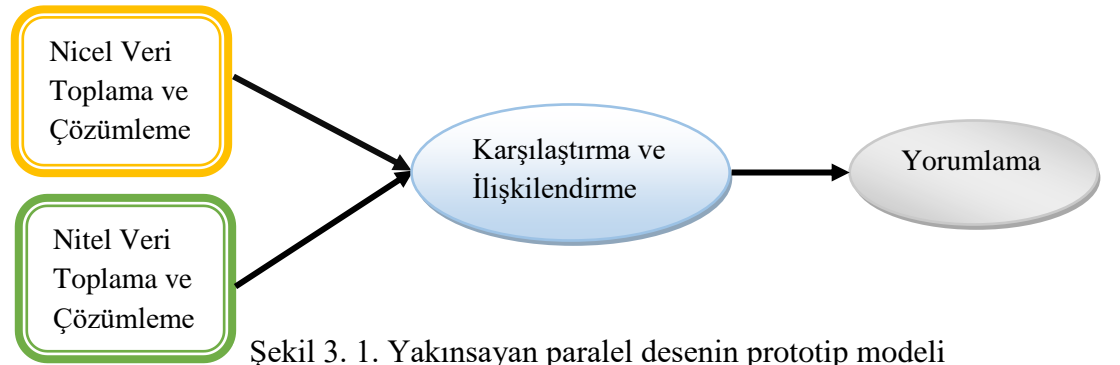 Nicel Veri
Toplama ve
Çözümleme
Nitel Veri
Toplama ve
Çözümleme
Karşılaştırma ve
İlişkilendirme
Yorumlama
Şekil 3. 1. Yakınsayan paralel desenin prototip modeli